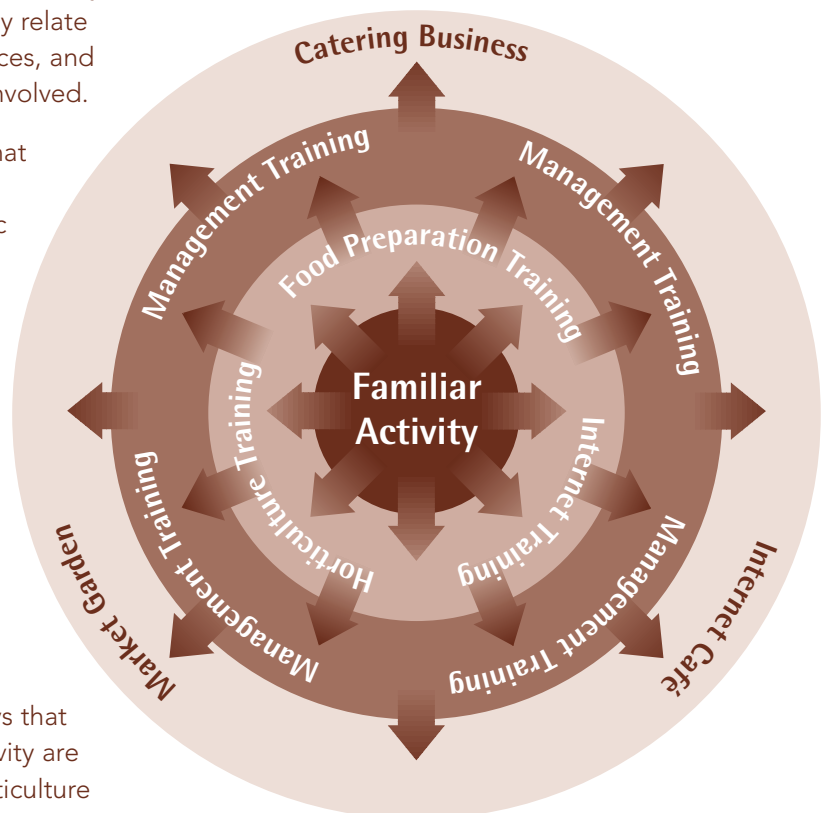 y relate
ces, and
nvolved.
hat
c
Catering Business
Management Training
Management Training
Food Preparation Training
Familiar
Activity
Horticulture Training
Internet Training
Management Training
Management Training
Market Garden
Internet Café
s that
vity are
ticulture